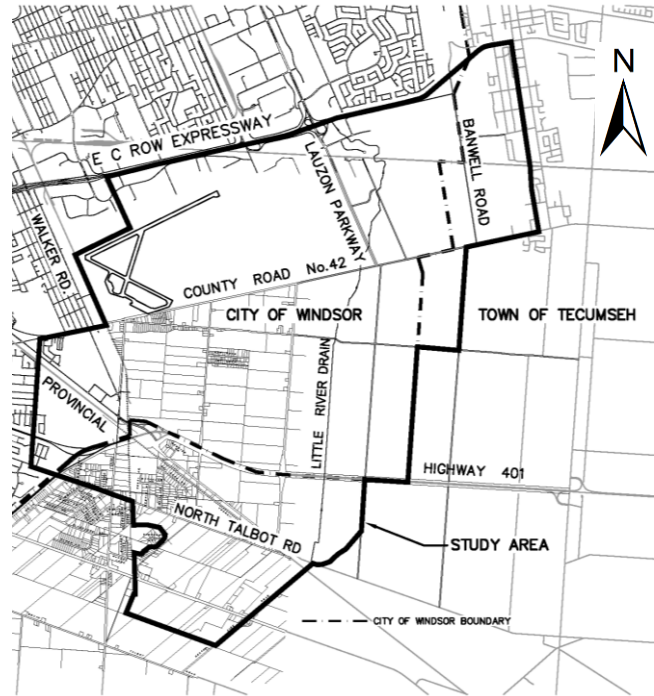 N
E C ROW EXPRESSWAY
BANWELL ROAD
LAUZON PARKWAY
WALKER RD.
COUNTY ROAD No.42
CITY OF WINDSOR
TOWN OF TECUMSEH
LITTLE RIVER DRAIN
PROVINCIAL
HIGHWAY 401
NORTH TALBOT RD
STUDY AREA
CITY OF WINDSOR BOUNDARY